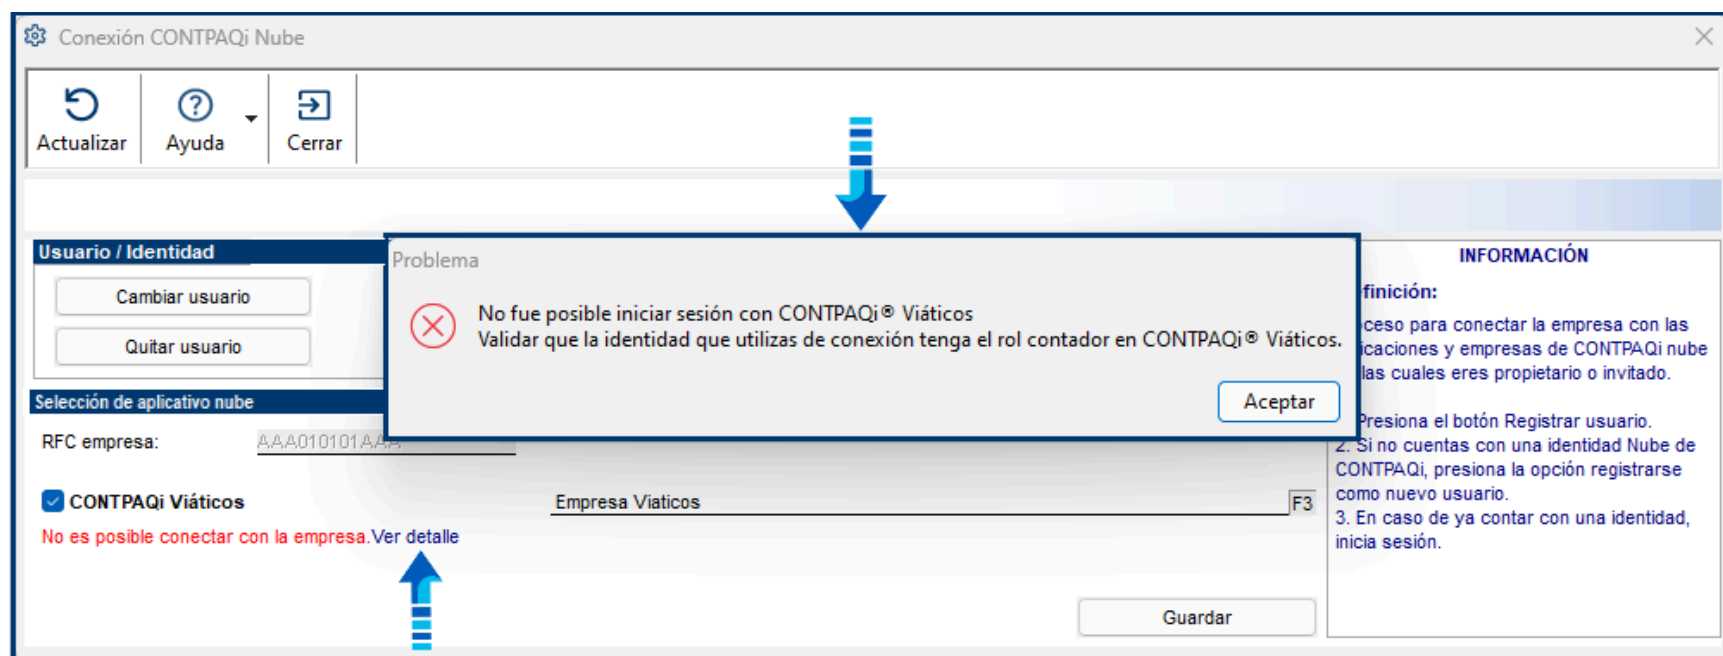 Conexión CONTPAQi Nube
Actualizar
Ayuda
Cerrar
Usuario / Identidad
Cambiar usuario
Quitar usuario
Problema
No fue posible iniciar sesión con CONTPAQi® Viáticos
Validar que la identidad que utilizas de conexión tenga el rol contador en CONTPAQi® Viáticos.
Aceptar
Selección de aplicativo nube
RFC empresa:
AAA010101AAA
CONTPAQi Viáticos
Empresa Viaticos
F3
No es posible conectar con la empresa.Ver detalle
Guardar
INFORMACIÓN
finición:
ceso para conectar la empresa con las
icaciones y empresas de CONTPAQi nube
las cuales eres propietario o invitado.
Presiona el botón Registrar usuario.
2. Si no cuentas con una identidad Nube de
CONTPAQi, presiona la opción registrarse
como nuevo usuario.
3. En caso de ya contar con una identidad,
inicia sesión.